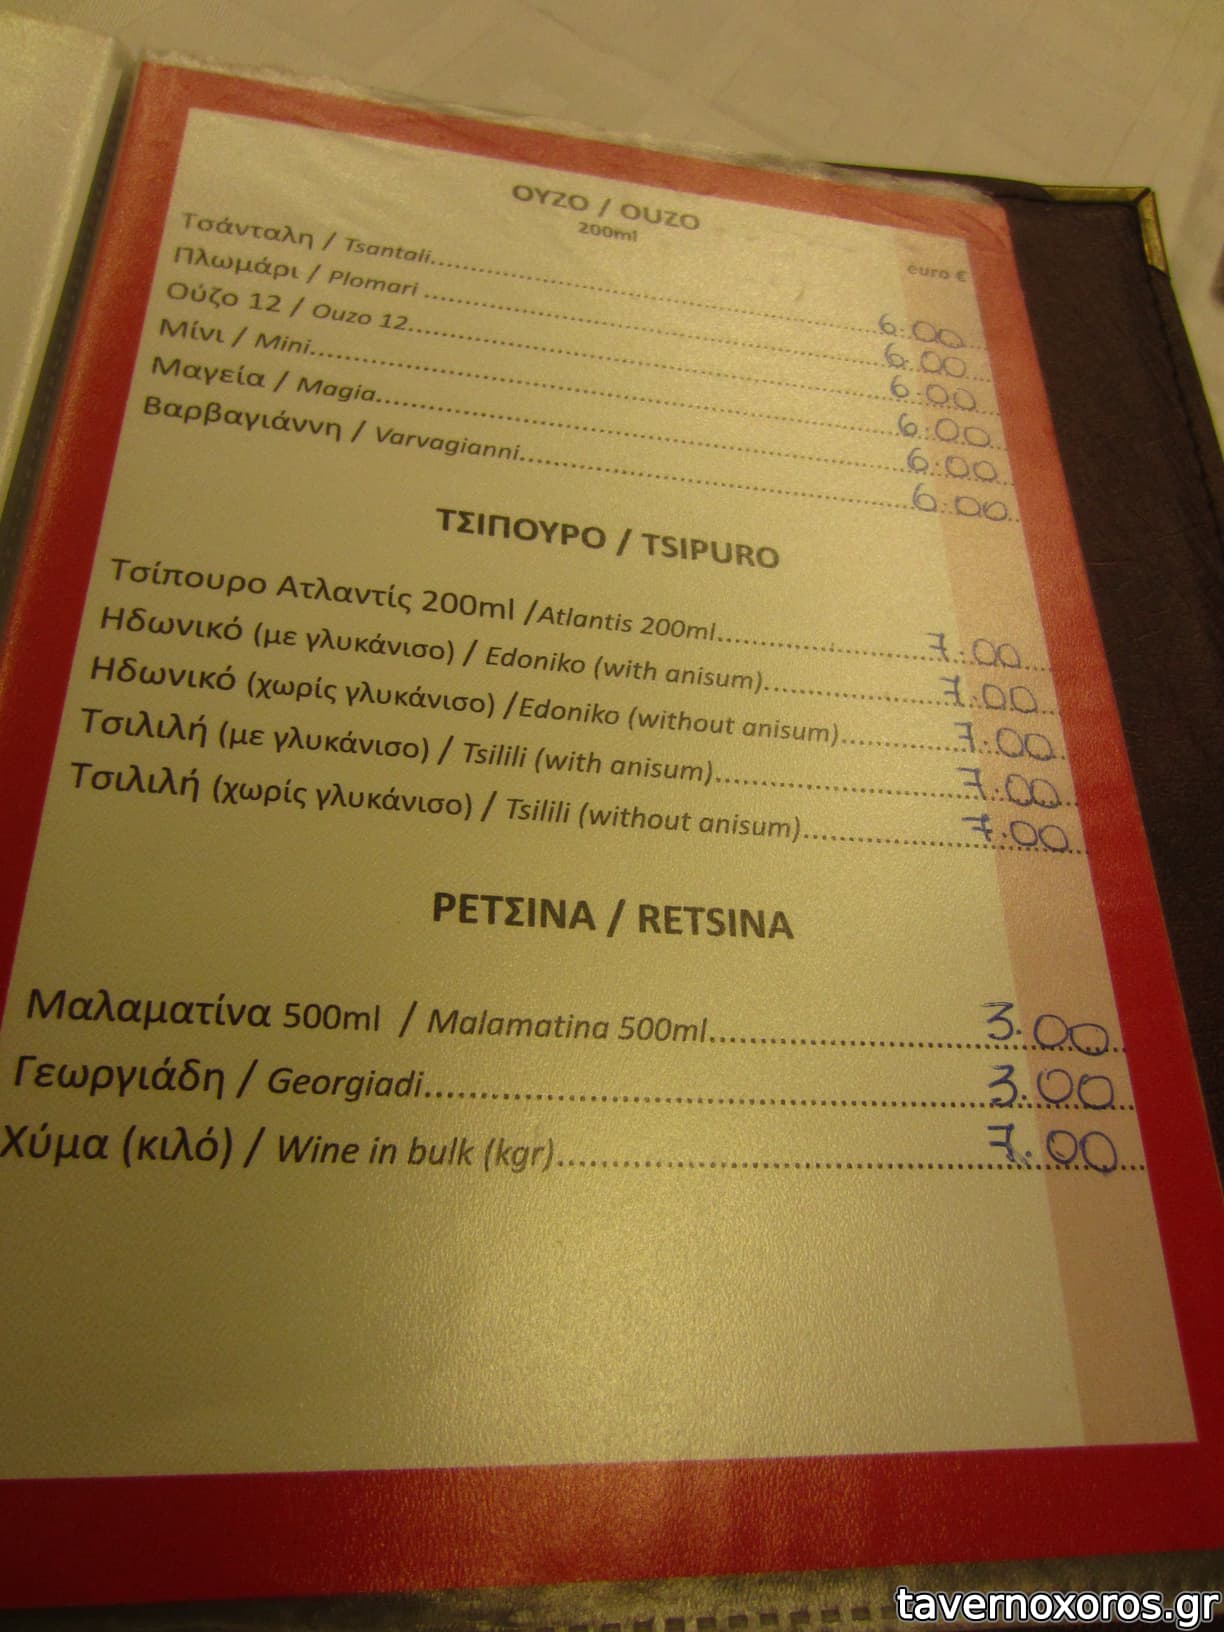 ΟΥΖΟ / OUZO
200ml
euro €
Τσάνταλη / Tsantali..........6.00
Πλωμάρι / Plomari ..........6.00
Ούζο 12 / Ouzo 12..........6.00
Μίνι / Mini..........6.00
Μαγεία / Magia..........6.00
Βαρβαγιάννη / Varvagianni..........6.00
ΤΣΙΠΟΥΡΟ / TSIPURO
Τσίπουρο Ατλαντίς 200ml /Atlantis 200ml..........7.00
Ηδωνικό (με γλυκάνισο) / Edoniko (with anisum)..........7.00
Ηδωνικό (χωρίς γλυκάνισο) /Edoniko (without anisum)..........7.00
Τσιλιλή (με γλυκάνισο) / Tsilili (with anisum)..........7.00
Τσιλιλή (χωρίς γλυκάνισο) / Tsilili (without anisum)..........7.00
ΡΕΤΣΙΝΑ / RETSINA
Μαλαματίνα 500ml / Malamatina 500ml..........3.00
Γεωργιάδη / Georgiadi..........3.00
Χύμα (κιλό) / Wine in bulk (kgr)..........7.00
tavernoxoros.gr